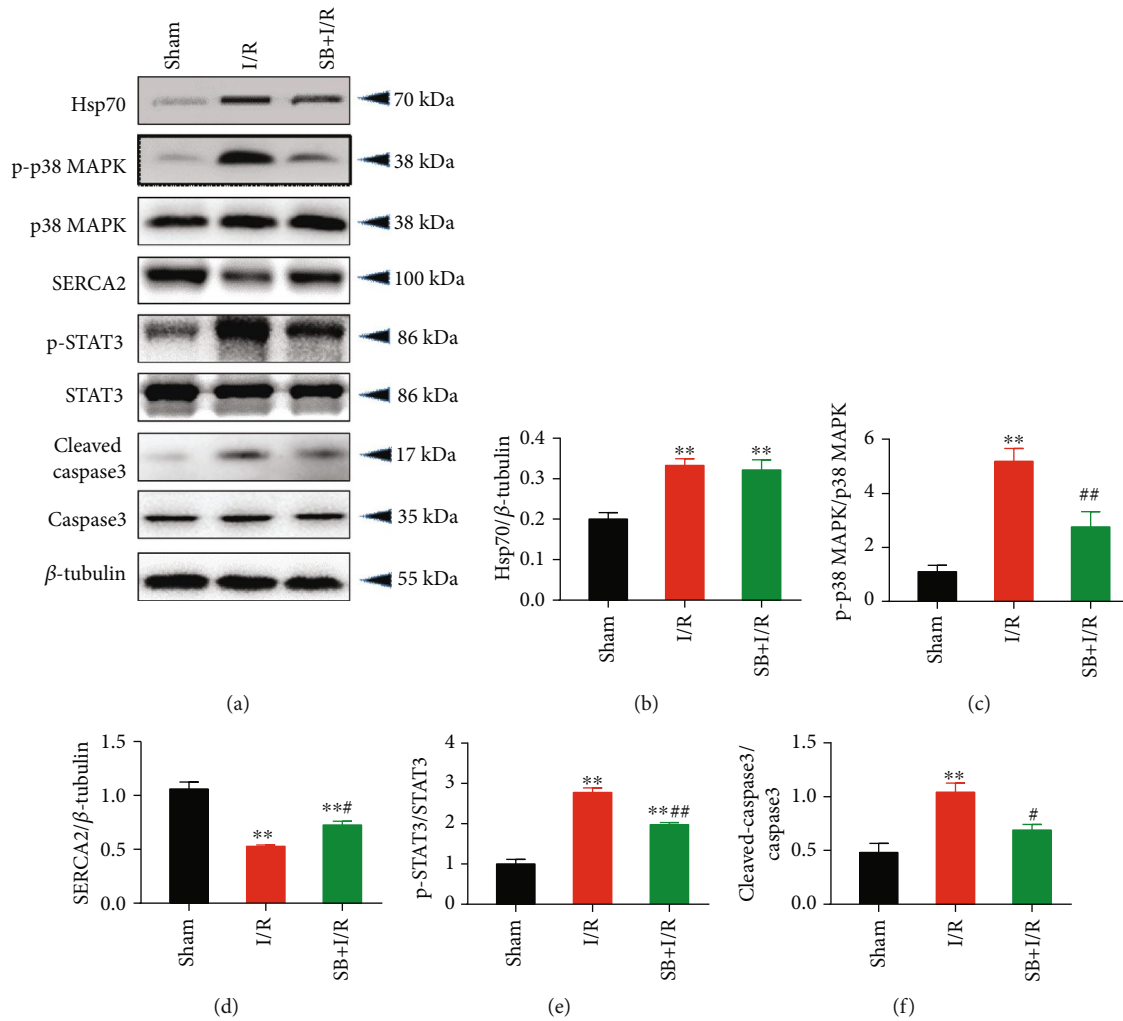 Sham I/R SB+I/R
Hsp70 70 kDa
p-p38 MAPK 38 kDa
p38 MAPK 38 kDa
SERCA2 100 kDa
p-STAT3 86 kDa
STAT3 86 kDa
Cleaved
caspase3 17 kDa
Caspase3 35 kDa
β-tubulin 55 kDa
(a)
Hsp70/β-tubulin
0.4
0.3
0.2
0.1
0.0
** **
Sham I/R SB+I/R
(b)
p-p38 MAPK/p38 MAPK
6
4
2
0
**
##
Sham I/R SB+I/R
(c)
SERCA2/β-tubulin
1.5
1.0
0.5
0.0
**
**#
Sham I/R SB+I/R
(d)
p-STAT3/STAT3
4
3
2
1
0
**
**##
Sham I/R SB+I/R
(e)
Cleaved-caspase3/
caspase3
1.5
1.0
0.5
0.0
**
#
Sham I/R SB+I/R
(f)